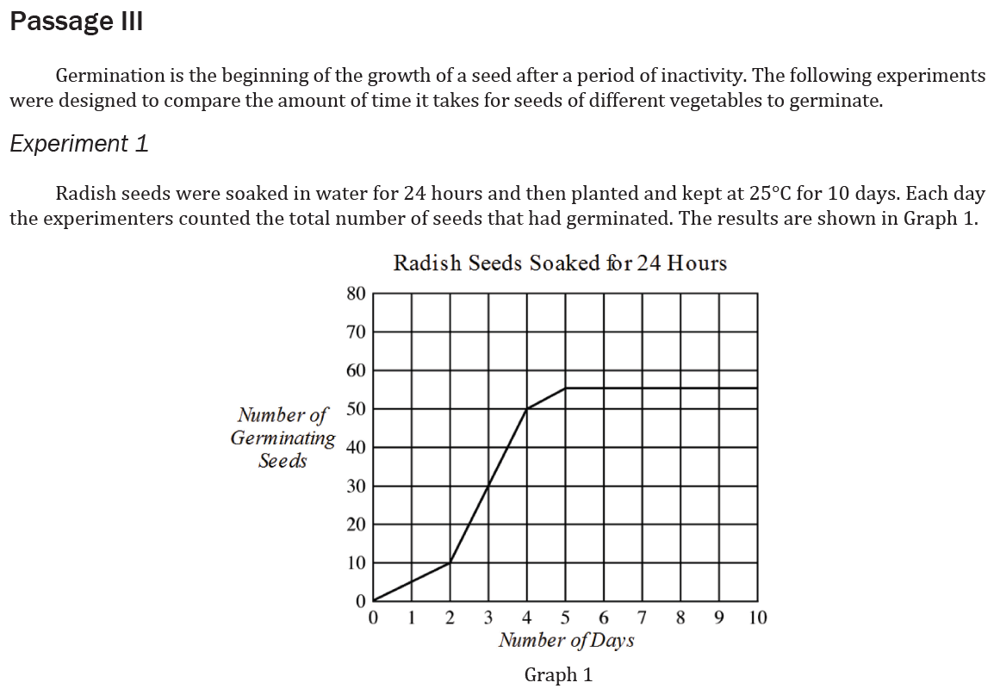 Passage III
Germination is the beginning of the growth of a seed after a period of inactivity. The following experiments
were designed to compare the amount of time it takes for seeds of different vegetables to germinate.
Experiment 1
Radish seeds were soaked in water for 24 hours and then planted and kept at 25°C for 10 days. Each day
the experimenters counted the total number of seeds that had germinated. The results are shown in Graph 1.
Radish Seeds Soaked for 24 Hours
80
70
60
50
40
30
20
10
0
Number of
Germinating
Seeds
0 1 2 3 4 5 6 7 8 9 10
Number of Days
Graph 1